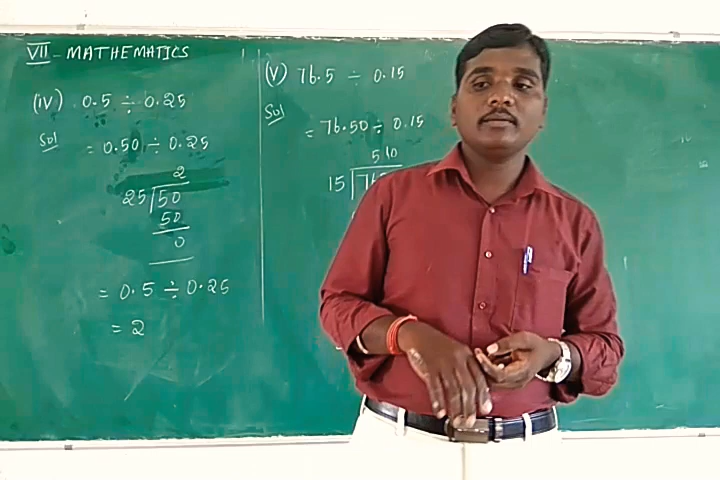 VII - MATHEMATICS
(iv) 0.5 ÷ 0.25
Sol
= 0.50 ÷ 0.25
2
25 50
50
0
= 0.5 ÷ 0.25
= 2
(V) 76.5 ÷ 0.15
Sol
= 76.50 ÷ 0.15
510
15